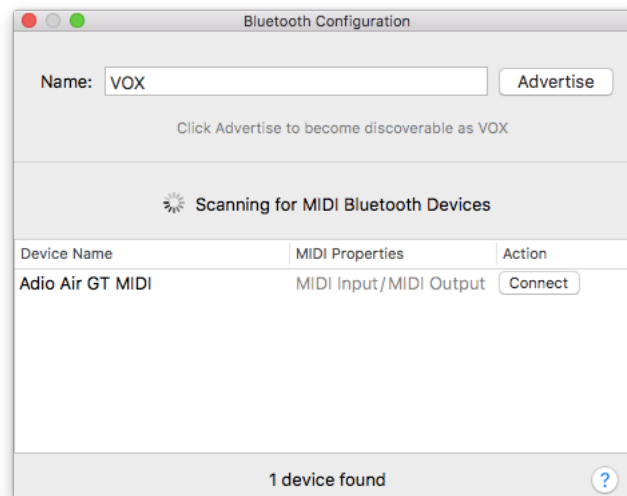 Bluetooth Configuration
Name: VOX Advertise
Click Advertise to become discoverable as VOX
Scanning for MIDI Bluetooth Devices
Device Name MIDI Properties Action
Adio Air GT MIDI MIDI Input/MIDI Output Connect
1 device found ?